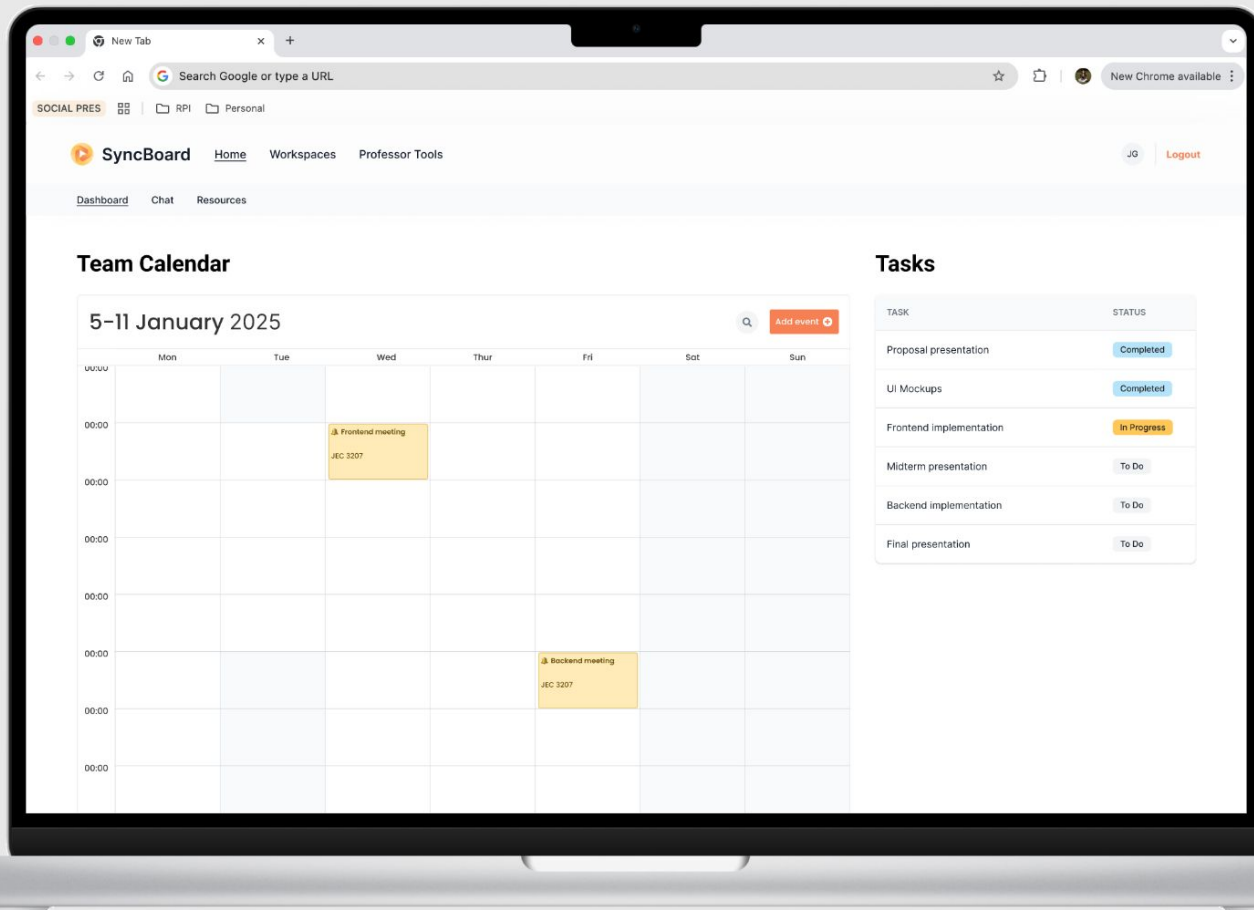 New Tab
Search Google or type a URL
New Chrome available
SOCIAL PRES
RPI
Personal
SyncBoard
Home
Workspaces
Professor Tools
JG
Logout
Dashboard
Chat
Resources
Team Calendar
5-11 January 2025
Add event
Mon
Tue
Wed
Thur
Fri
Sat
Sun
00:00
00:00
Frontend meeting
JEC 3207
00:00
00:00
00:00
00:00
Backend meeting
JEC 3207
00:00
00:00
Tasks
TASK
STATUS
Proposal presentation
Completed
UI Mockups
Completed
Frontend implementation
In Progress
Midterm presentation
To Do
Backend implementation
To Do
Final presentation
To Do